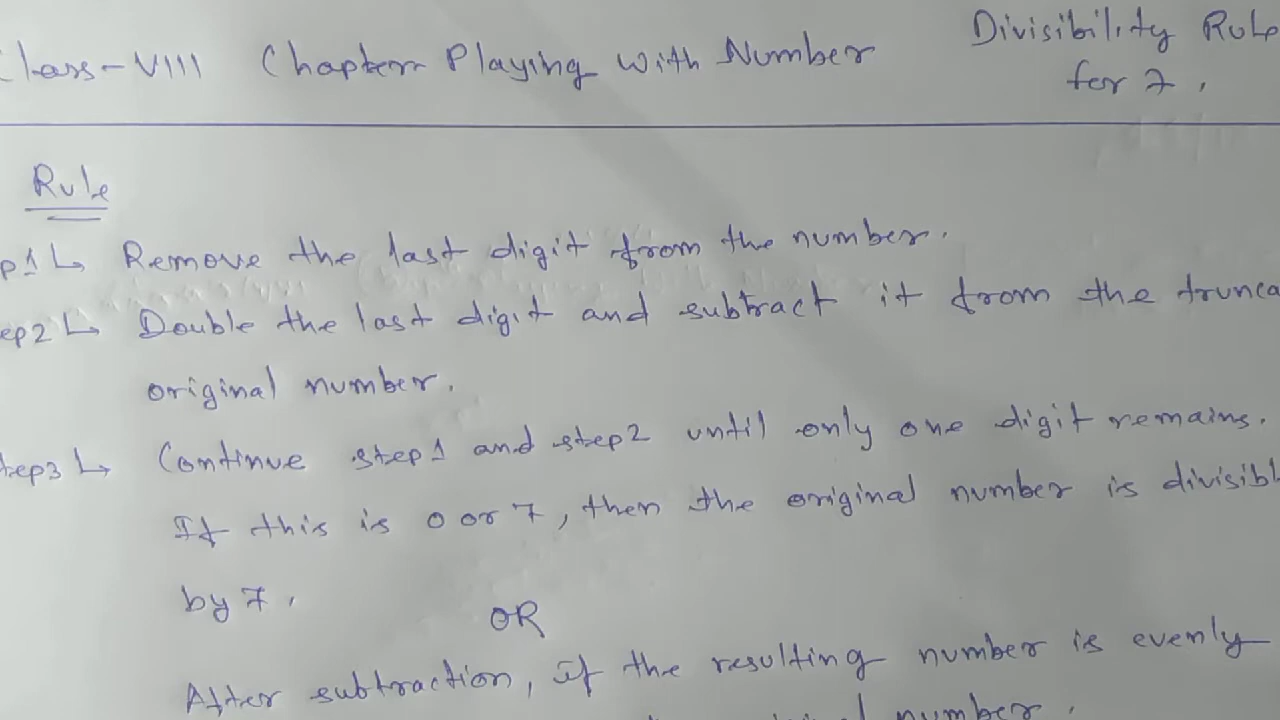 Class-VIII Chapter Playing With Number
Divisibility Rule
for 7.
Rule
Step1 ↳ Remove the last digit from the number.
Step2 ↳ Double the last digit and subtract it from the trunca
original number.
Step3 ↳ Continue step1 and step2 until only one digit remains.
If this is 0 or 7, then the original number is divisibl
by 7.
OR
After subtraction, if the resulting number is evenly
number.